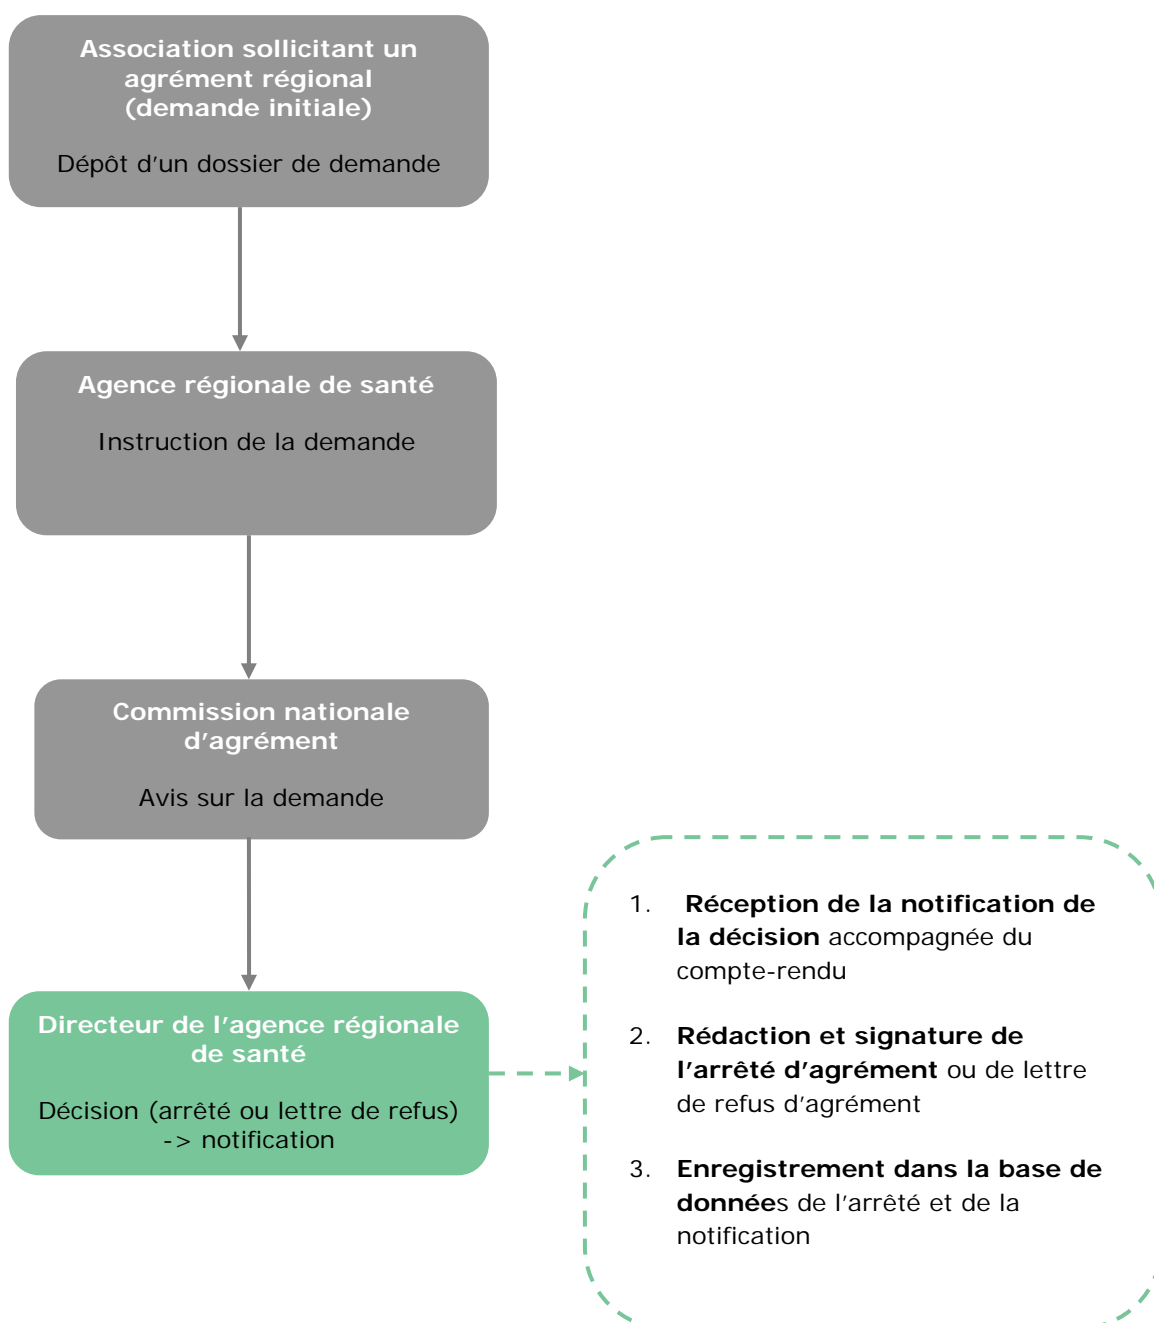 Association sollicitant un
agrément régional
(demande initiale)
Dépôt d’un dossier de demande
Agence régionale de santé
Instruction de la demande
Commission nationale
d’agrément
Avis sur la demande
Directeur de l’agence régionale
de santé
Décision (arrêté ou lettre de refus)
-> notification
1. Réception de la notification de
la décision accompagnée du
compte-rendu
2. Rédaction et signature de
l’arrêté d’agrément ou de lettre
de refus d’agrément
3. Enregistrement dans la base de
données de l’arrêté et de la
notification